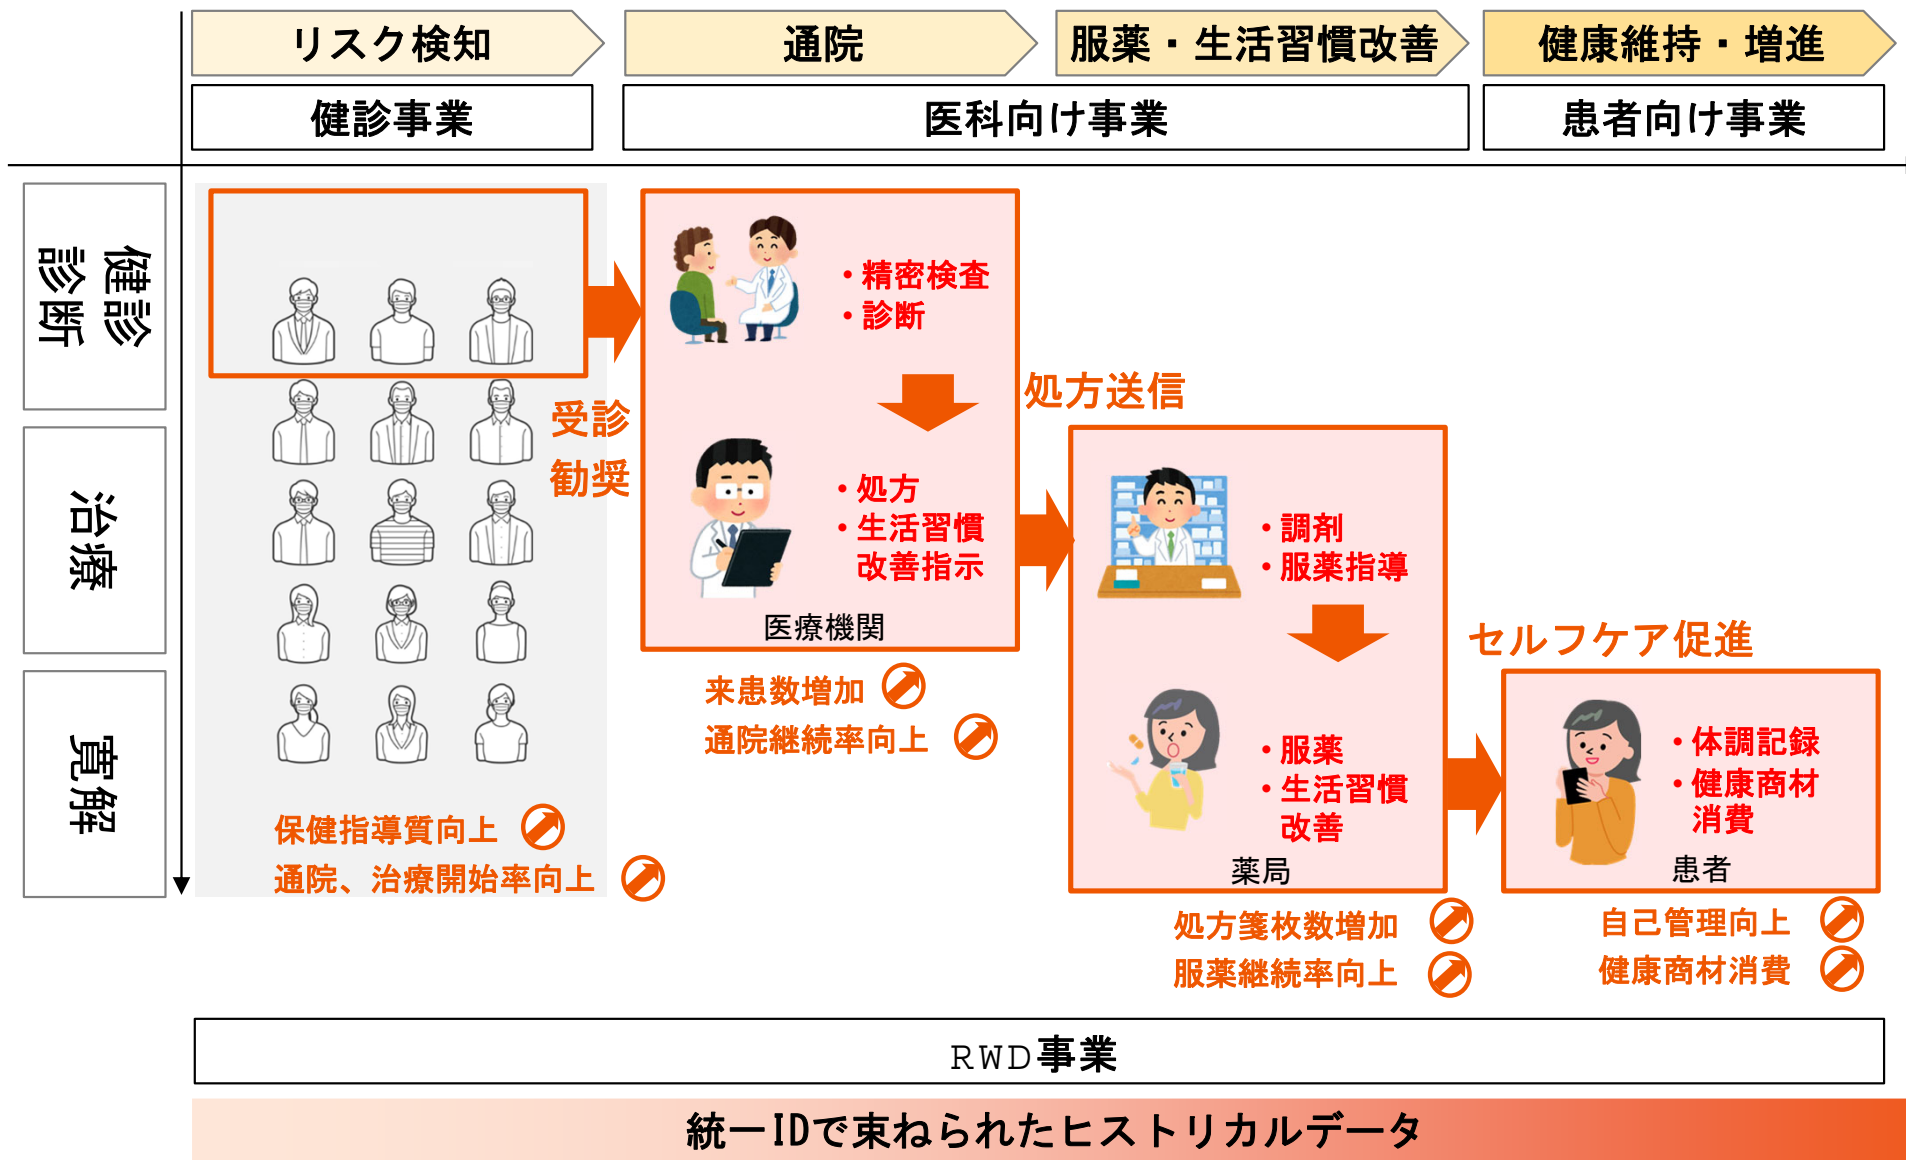 リスク検知
通院
服薬・生活習慣改善
健康維持・増進
健診事業
医科向け事業
患者向け事業
健診
診断
治療
寛解
・精密検査
・診断
受診
勧奨
処方送信
・処方
・生活習慣
改善指示
医療機関
・調剤
・服薬指導
来患数増加
通院継続率向上
セルフケア促進
・服薬
・生活習慣
改善
薬局
・体調記録
・健康商材
消費
患者
保健指導質向上
通院、治療開始率向上
処方箋枚数増加
服薬継続率向上
自己管理向上
健康商材消費
RWD事業
統一IDで束ねられたヒストリカルデータ